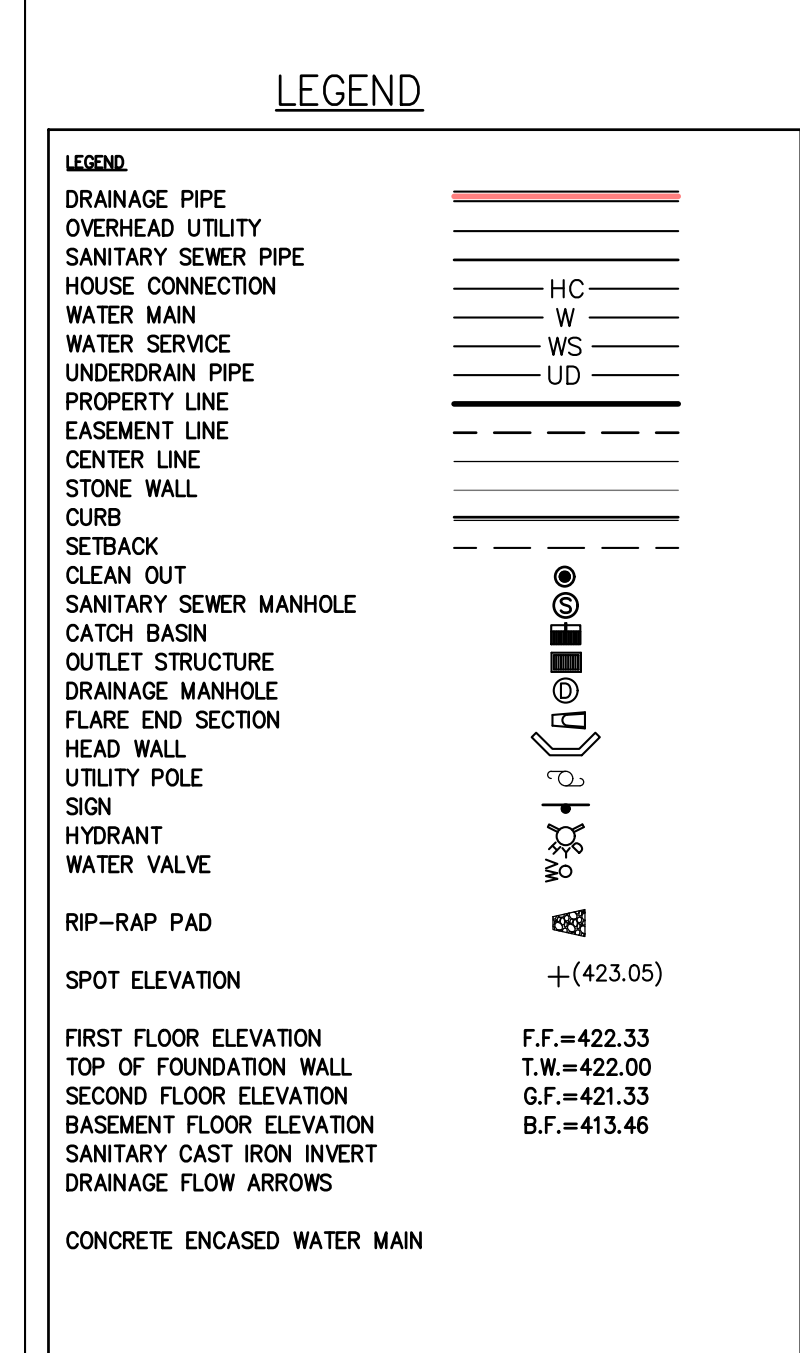 LEGEND
LEGEND
DRAINAGE PIPE
OVERHEAD UTILITY
SANITARY SEWER PIPE
HOUSE CONNECTION HC
WATER MAIN W
WATER SERVICE WS
UNDERDRAIN PIPE UD
PROPERTY LINE
EASEMENT LINE
CENTER LINE
STONE WALL
CURB
SETBACK
CLEAN OUT
SANITARY SEWER MANHOLE S
CATCH BASIN
OUTLET STRUCTURE
DRAINAGE MANHOLE D
FLARE END SECTION
HEAD WALL
UTILITY POLE
SIGN
HYDRANT HYD
WATER VALVE WV
RIP-RAP PAD
SPOT ELEVATION +(423.05)
FIRST FLOOR ELEVATION F.F.=422.33
TOP OF FOUNDATION WALL T.W.=422.00
SECOND FLOOR ELEVATION G.F.=421.33
BASEMENT FLOOR ELEVATION B.F.=413.46
SANITARY CAST IRON INVERT
DRAINAGE FLOW ARROWS
CONCRETE ENCASED WATER MAIN